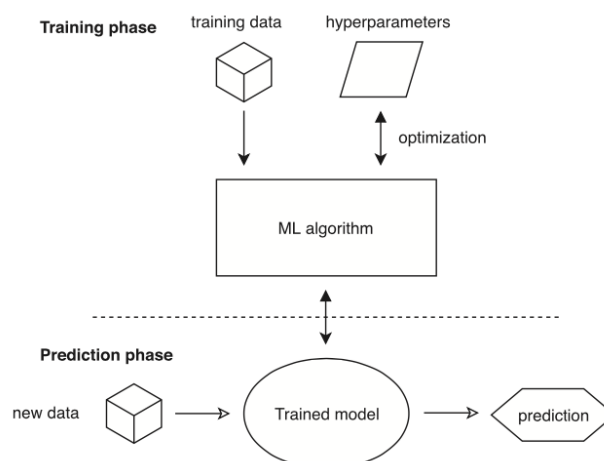 training data
hyperparameters
Training phase
optimization
ML algorithm
Prediction phase
new data
Trained model
prediction